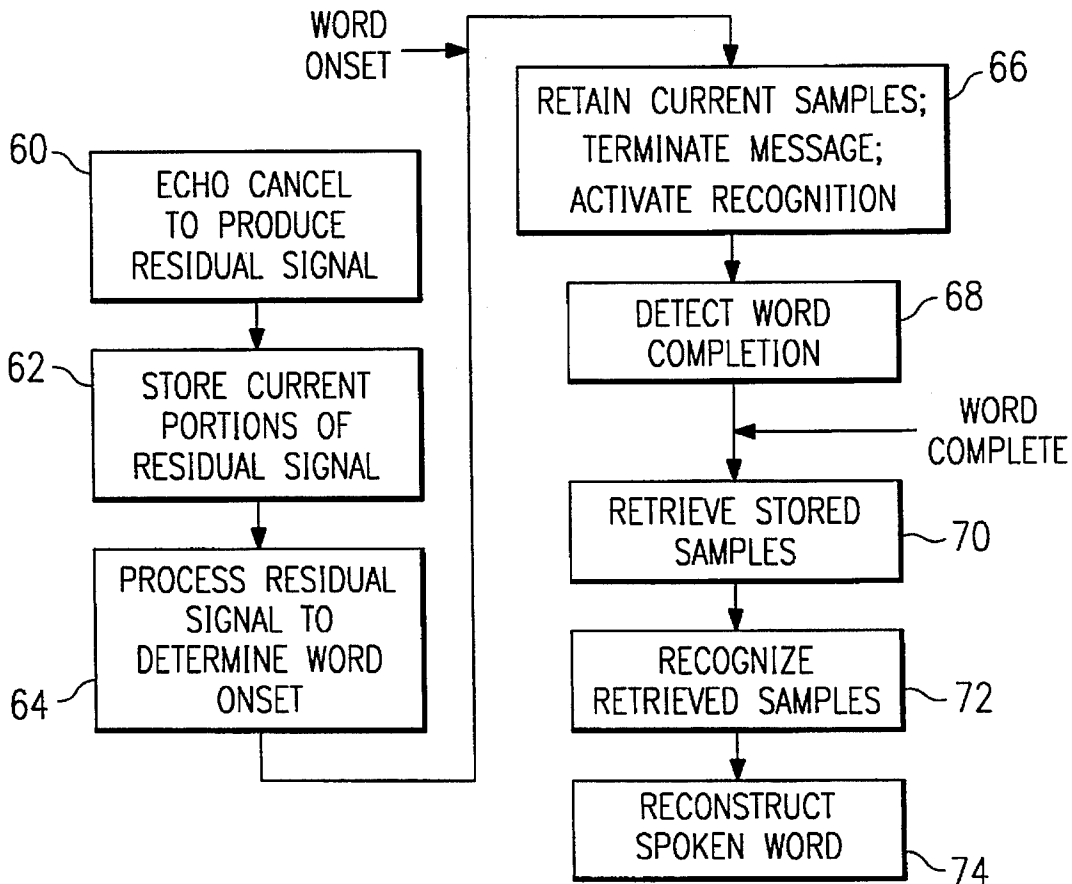 60
ECHO CANCEL
TO PRODUCE
RESIDUAL SIGNAL
62
STORE CURRENT
PORTIONS OF
RESIDUAL SIGNAL
64
PROCESS RESIDUAL
SIGNAL TO
DETERMINE WORD
ONSET
WORD
ONSET
66
RETAIN CURRENT SAMPLES;
TERMINATE MESSAGE;
ACTIVATE RECOGNITION
68
DETECT WORD
COMPLETION
WORD
COMPLETE
RETRIEVE STORED
SAMPLES
70
RECOGNIZE
RETRIEVED SAMPLES
72
RECONSTRUCT
SPOKEN WORD
74